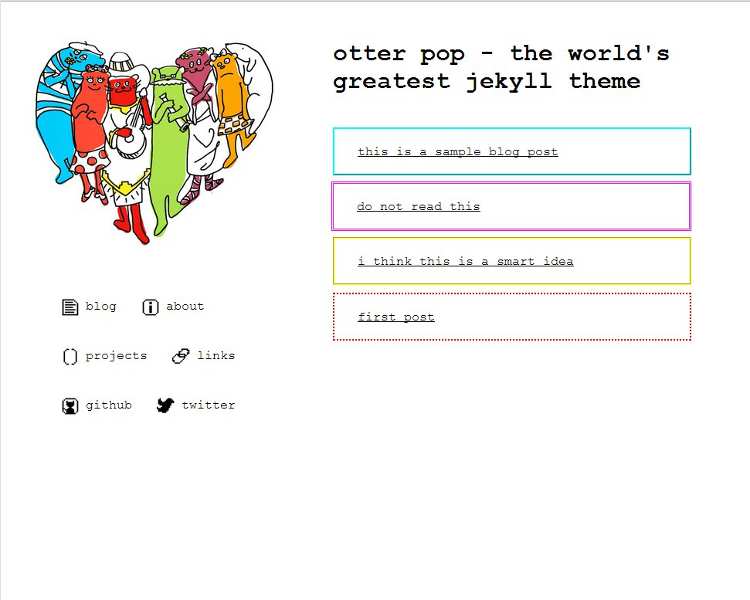 otter pop - the world's
greatest jekyll theme
this is a sample blog post
do not read this
i think this is a smart idea
first post
blog
about
projects
links
github
twitter